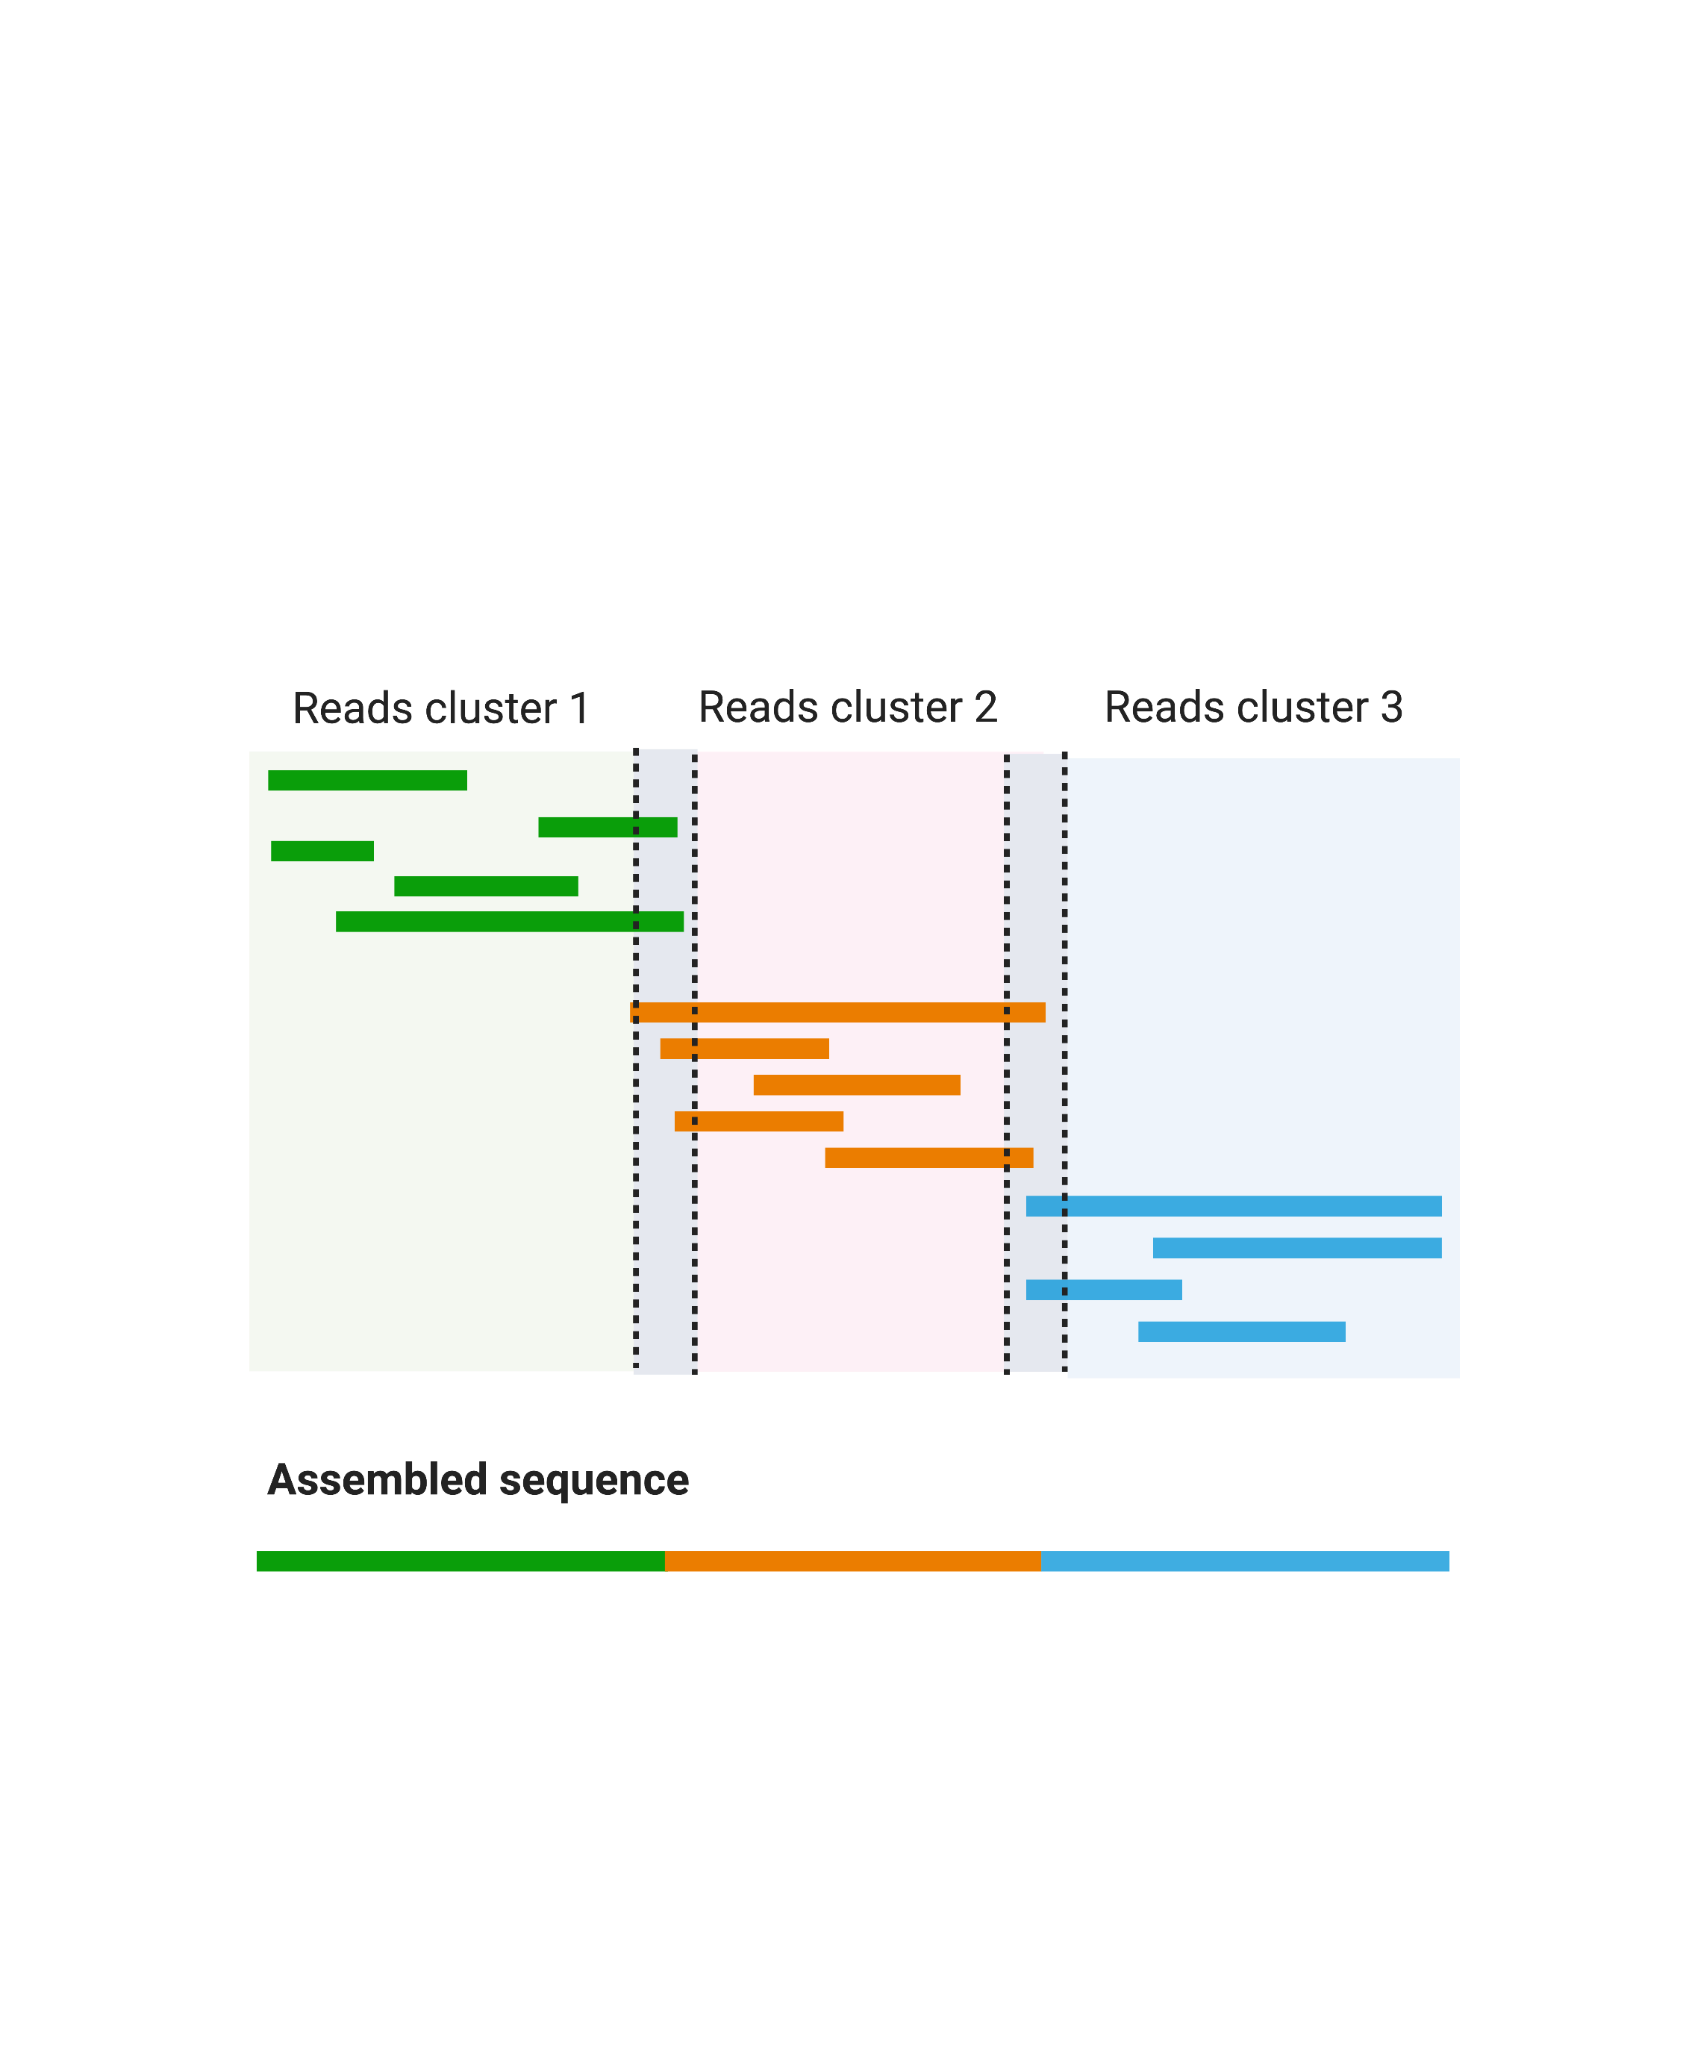 Reads cluster 1
Reads cluster 2
Reads cluster 3
Assembled sequence